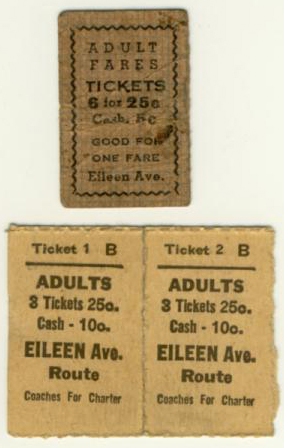 ADULT
FARES
TICKETS
6 for 25c
Cash, 5c
GOOD FOR
ONE FARE
Eileen Ave.
Ticket 1 B
ADULTS
3 Tickets 25c.
Cash - 10c.
EILEEN Ave.
Route
Coaches For Charter
Ticket 2 B
ADULTS
3 Tickets 25c.
Cash - 10c.
EILEEN Ave.
Route
Coaches For Charter